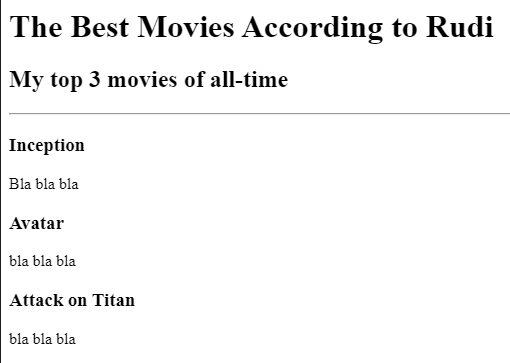 The Best Movies According to Rudi
My top 3 movies of all-time
Inception
Bla bla bla
Avatar
bla bla bla
Attack on Titan
bla bla bla